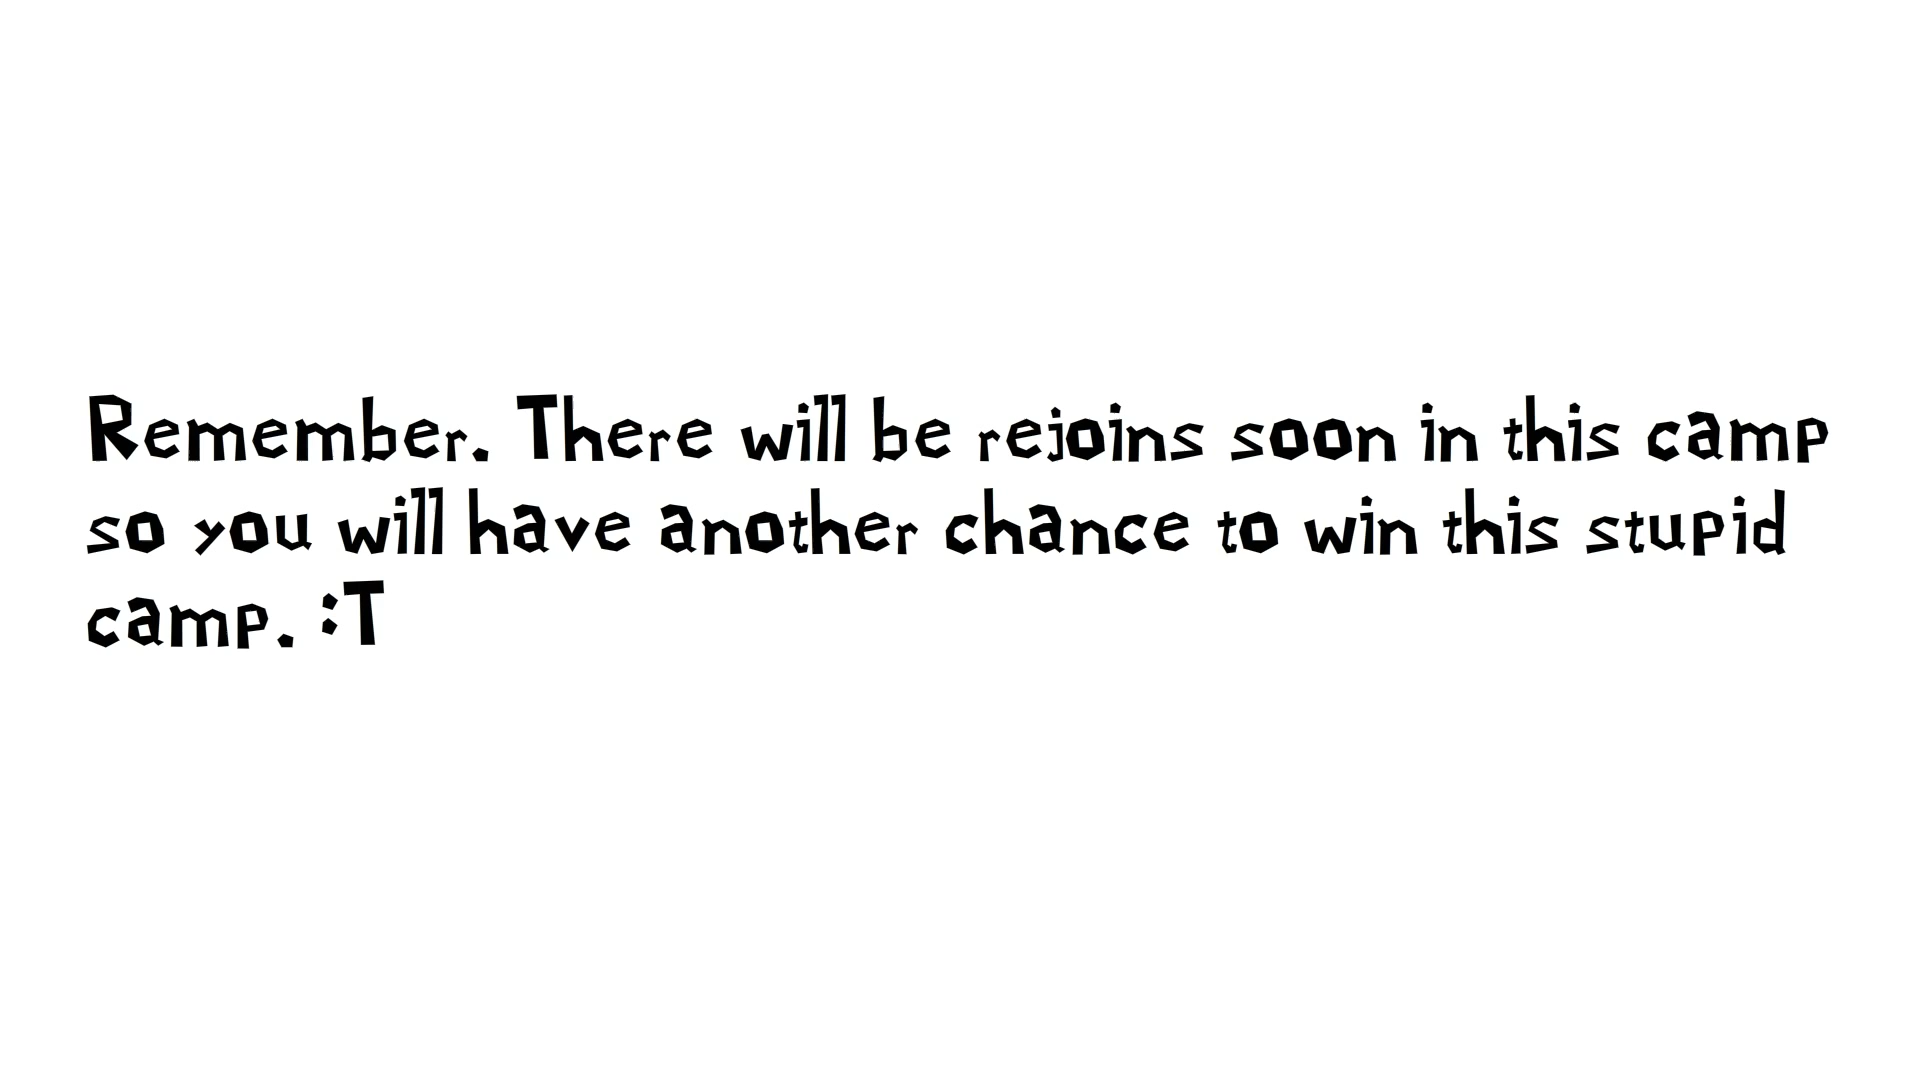 Remember. There will be rejoins soon in this camp
so you will have another chance to win this stupid
camp. :T